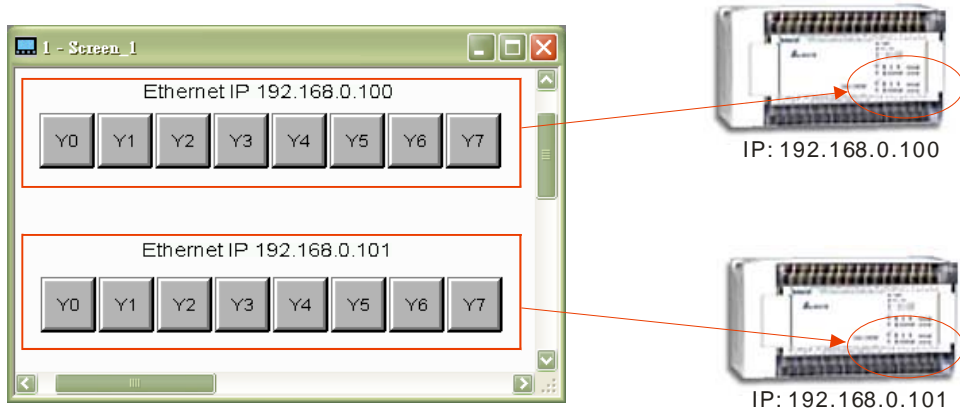 1 - Screen_1
Ethernet IP 192.168.0.100
Y0 Y1 Y2 Y3 Y4 Y5 Y6 Y7
IP: 192.168.0.100
Ethernet IP 192.168.0.101
Y0 Y1 Y2 Y3 Y4 Y5 Y6 Y7
IP: 192.168.0.101